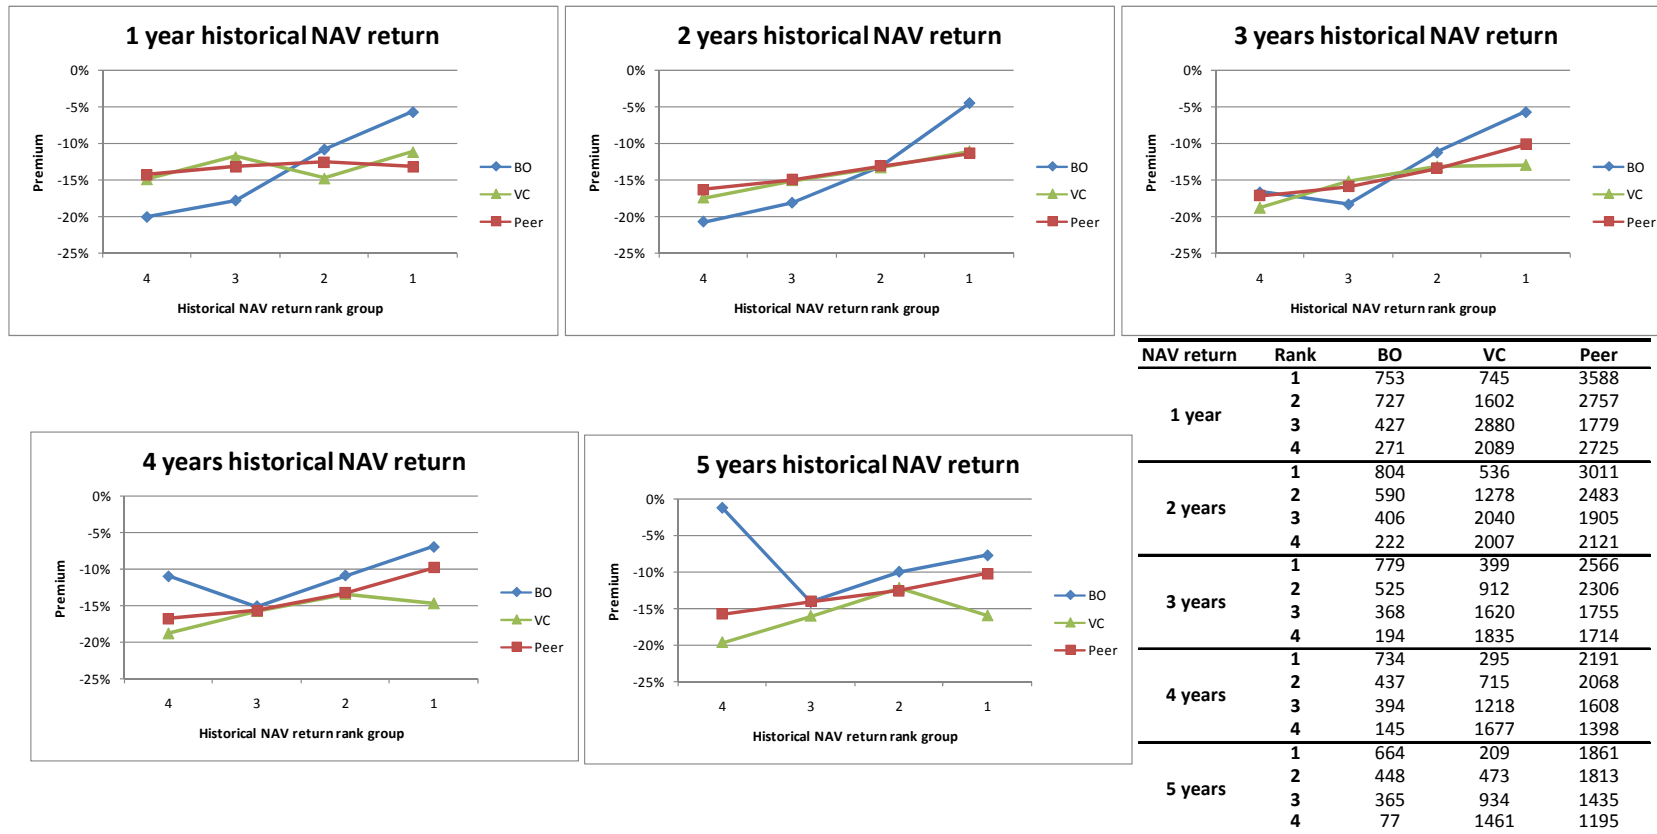 1 year historical NAV return
0%
-5%
-10%
-15%
-20%
-25%
Premium
4 3 2 1
Historical NAV return rank group
BO
VC
Peer
2 years historical NAV return
0%
-5%
-10%
-15%
-20%
-25%
Premium
4 3 2 1
Historical NAV return rank group
BO
VC
Peer
3 years historical NAV return
0%
-5%
-10%
-15%
-20%
-25%
Premium
4 3 2 1
Historical NAV return rank group
BO
VC
Peer
4 years historical NAV return
0%
-5%
-10%
-15%
-20%
-25%
Premium
4 3 2 1
Historical NAV return rank group
BO
VC
Peer
5 years historical NAV return
0%
-5%
-10%
-15%
-20%
-25%
Premium
4 3 2 1
Historical NAV return rank group
BO
VC
Peer
NAV return Rank BO VC Peer
1 year
1 753 745 3588
2 727 1602 2757
3 427 2880 1779
4 271 2089 2725
2 years
1 804 536 3011
2 590 1278 2483
3 406 2040 1905
4 222 2007 2121
3 years
1 779 399 2566
2 525 912 2306
3 368 1620 1755
4 194 1835 1714
4 years
1 734 295 2191
2 437 715 2068
3 394 1218 1608
4 145 1677 1398
5 years
1 664 209 1861
2 448 473 1813
3 365 934 1435
4 77 1461 1195